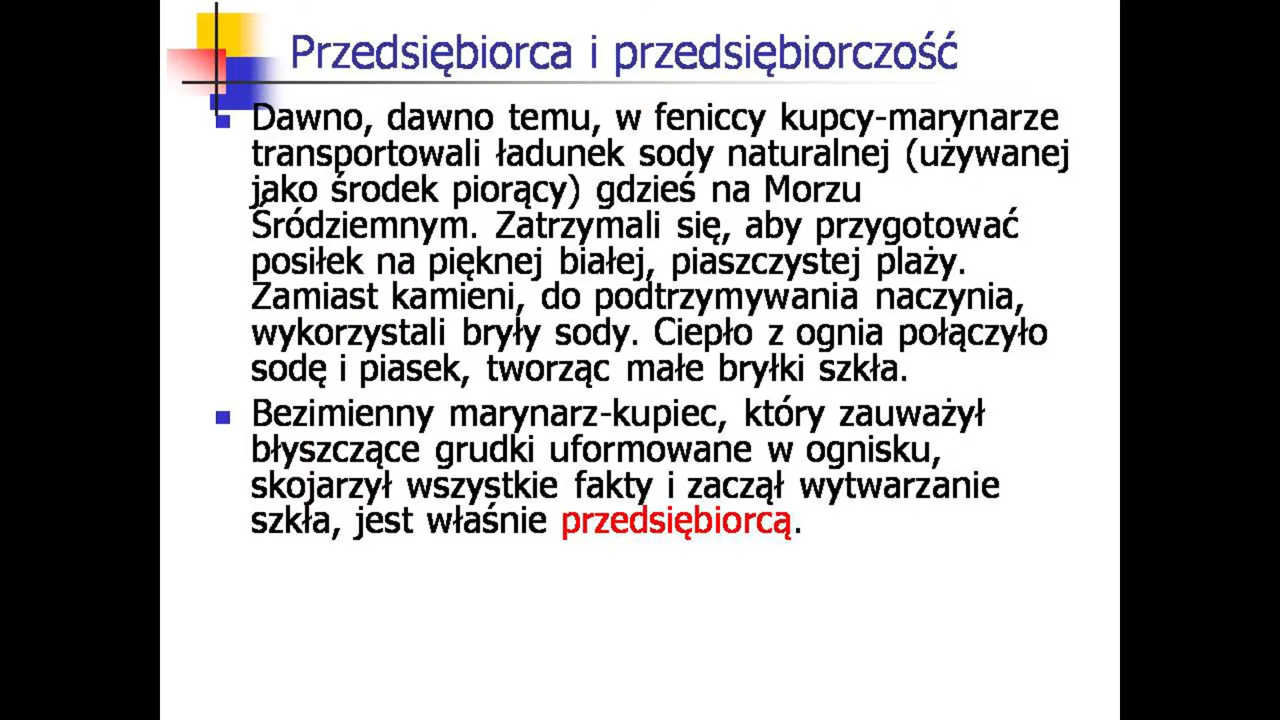 Przedsiębiorca i przedsiębiorczość
Dawno, dawno temu, w feniccy kupcy-marynarze
transportowali ładunek sody naturalnej (używanej
jako środek piorący) gdzieś na Morzu
Śródziemnym. Zatrzymali się, aby przygotować
posiłek na pięknej białej, piaszczystej plaży.
Zamiast kamieni, do podtrzymywania naczynia,
wykorzystali bryły sody. Ciepło z ognia połączyło
sodę i piasek, tworząc małe bryłki szkła.
Bezimienny marynarz-kupiec, który zauważył
błyszczące grudki uformowane w ognisku,
skojarzył wszystkie fakty i zaczął wytwarzanie
szkła, jest właśnie przedsiębiorcą.